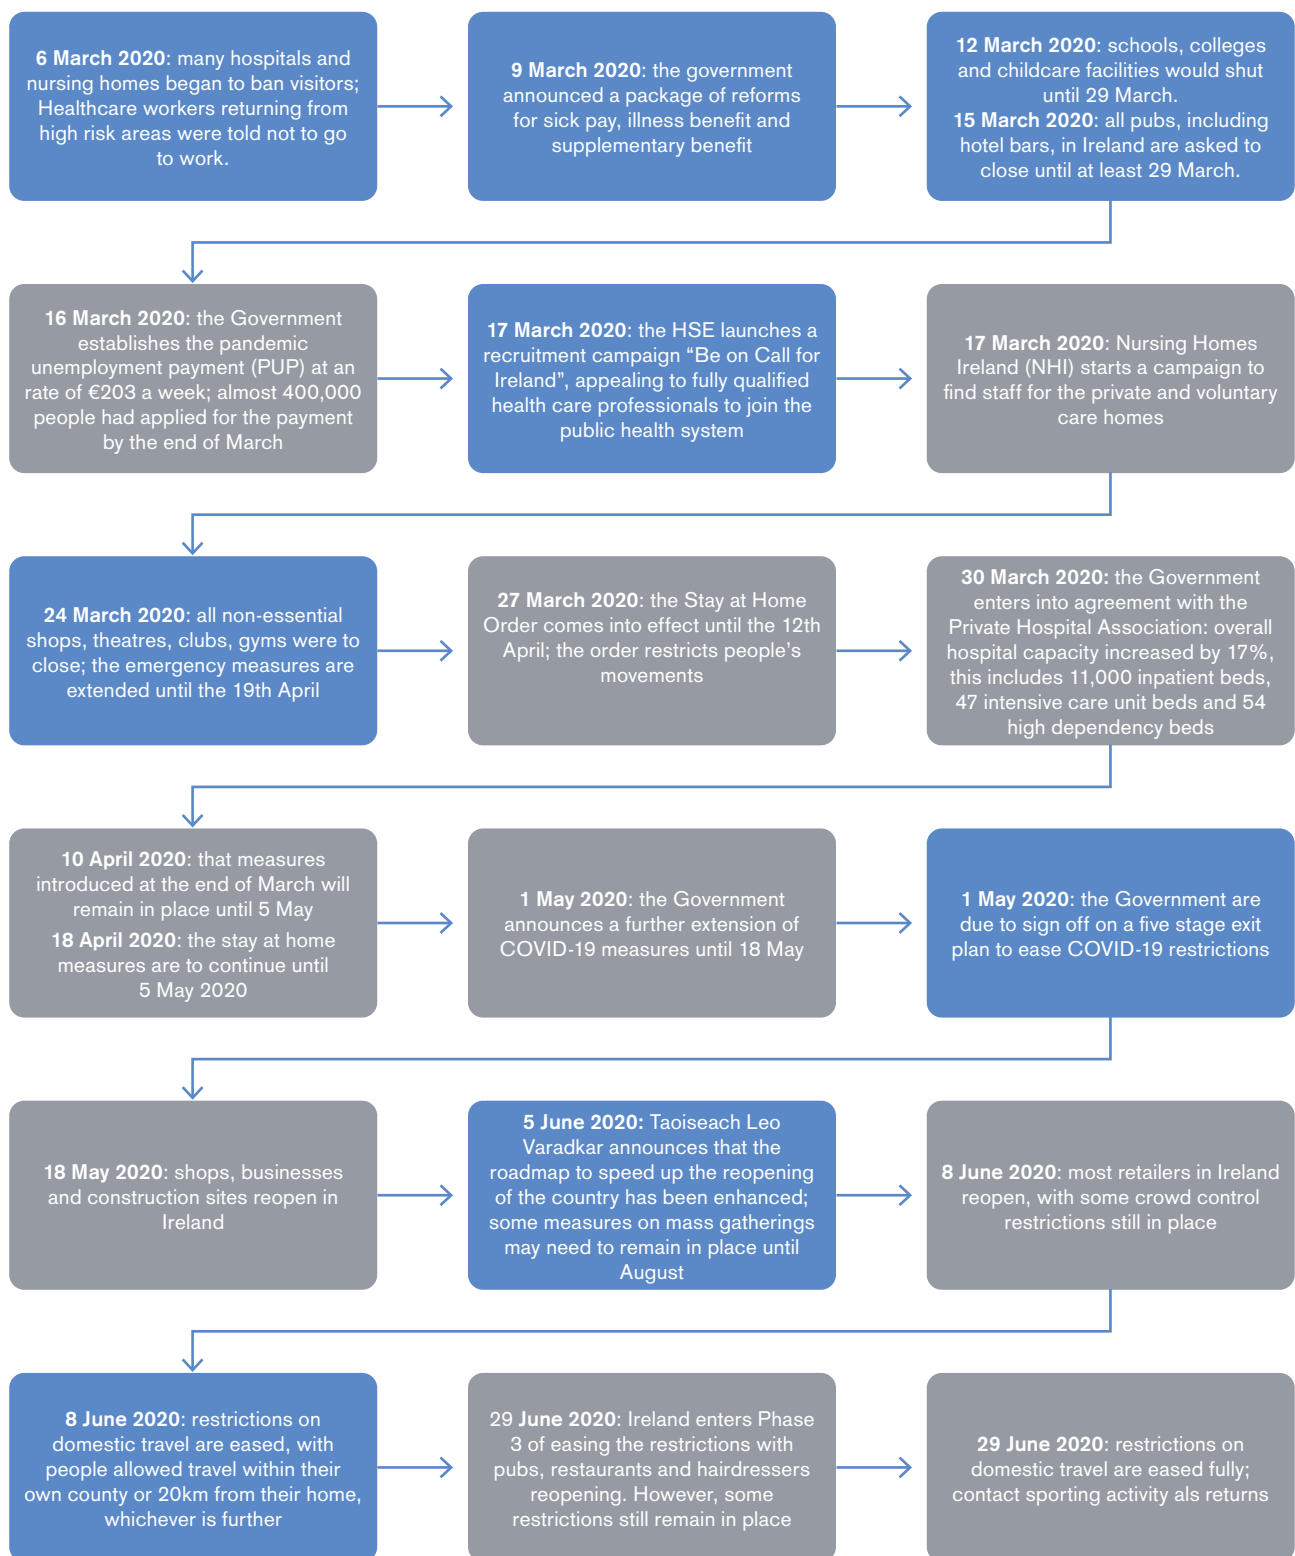 6 March 2020: many hospitals and
nursing homes began to ban visitors;
Healthcare workers returning from
high risk areas were told not to go
to work.
9 March 2020: the government
announced a package of reforms
for sick pay, illness benefit and
supplementary benefit
12 March 2020: schools, colleges
and childcare facilities would shut
until 29 March.
15 March 2020: all pubs, including
hotel bars, in Ireland are asked to
close until at least 29 March.
16 March 2020: the Government
establishes the pandemic
unemployment payment (PUP) at an
rate of €203 a week; almost 400,000
people had applied for the payment
by the end of March
17 March 2020: the HSE launches a
recruitment campaign “Be on Call for
Ireland”, appealing to fully qualified
health care professionals to join the
public health system
17 March 2020: Nursing Homes
Ireland (NHI) starts a campaign to
find staff for the private and voluntary
care homes
24 March 2020: all non-essential
shops, theatres, clubs, gyms were to
close; the emergency measures are
extended until the 19th April
27 March 2020: the Stay at Home
Order comes into effect until the 12th
April; the order restricts people’s
movements
30 March 2020: the Government
enters into agreement with the
Private Hospital Association: overall
hospital capacity increased by 17%,
this includes 11,000 inpatient beds,
47 intensive care unit beds and 54
high dependency beds
10 April 2020: that measures
introduced at the end of March will
remain in place until 5 May
18 April 2020: the stay at home
measures are to continue until
5 May 2020
1 May 2020: the Government
announces a further extension of
COVID-19 measures until 18 May
1 May 2020: the Government are
due to sign off on a five stage exit
plan to ease COVID-19 restrictions
18 May 2020: shops, businesses
and construction sites reopen in
Ireland
5 June 2020: Taoiseach Leo
Varadkar announces that the
roadmap to speed up the reopening
of the country has been enhanced;
some measures on mass gatherings
may need to remain in place until
August
8 June 2020: most retailers in Ireland
reopen, with some crowd control
restrictions still in place
8 June 2020: restrictions on
domestic travel are eased, with
people allowed travel within their
own county or 20km from their home,
whichever is further
29 June 2020: Ireland enters Phase
3 of easing the restrictions with
pubs, restaurants and hairdressers
reopening. However, some
restrictions still remain in place
29 June 2020: restrictions on
domestic travel are eased fully;
contact sporting activity als returns